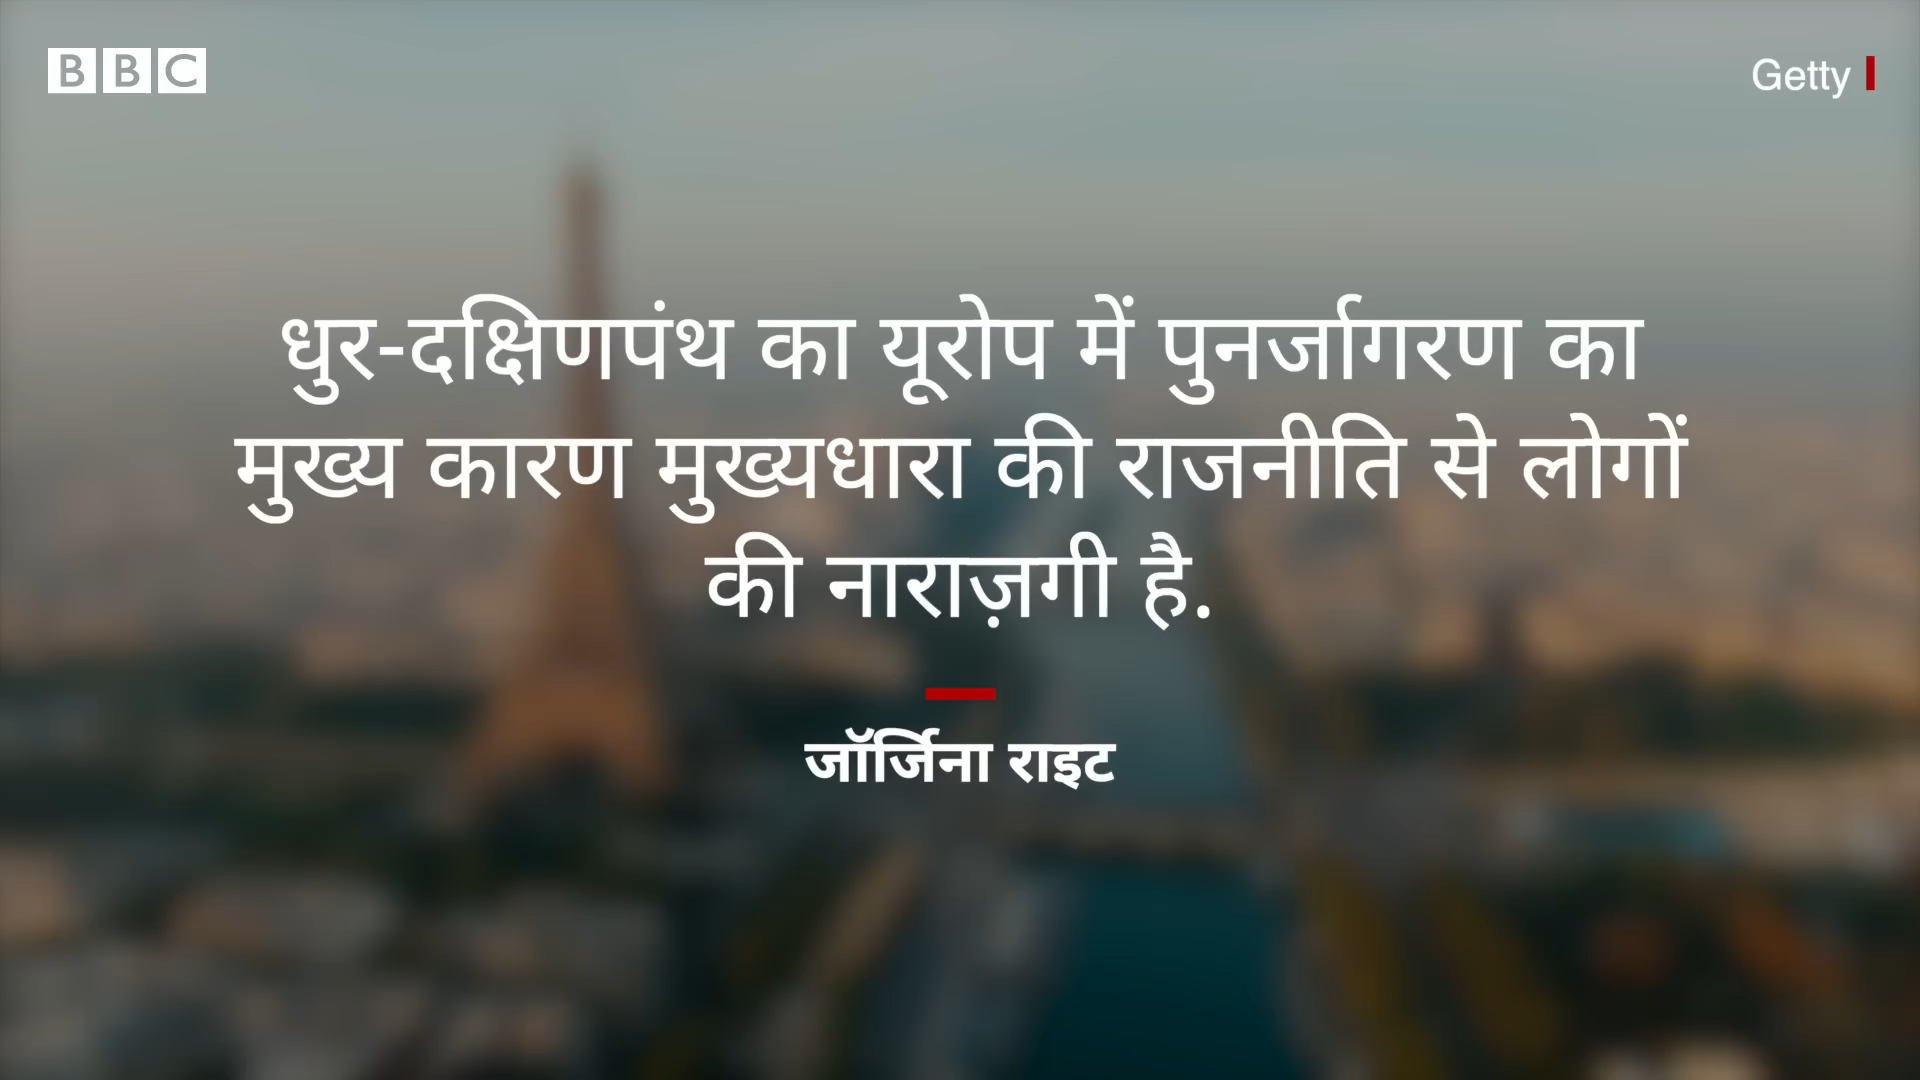 BBC
Getty
धुर-दक्षिणपंथ का यूरोप में पुनर्जागरण का
मुख्य कारण मुख्यधारा की राजनीति से लोगों
की नाराज़गी है.
जॉर्जिना राइट